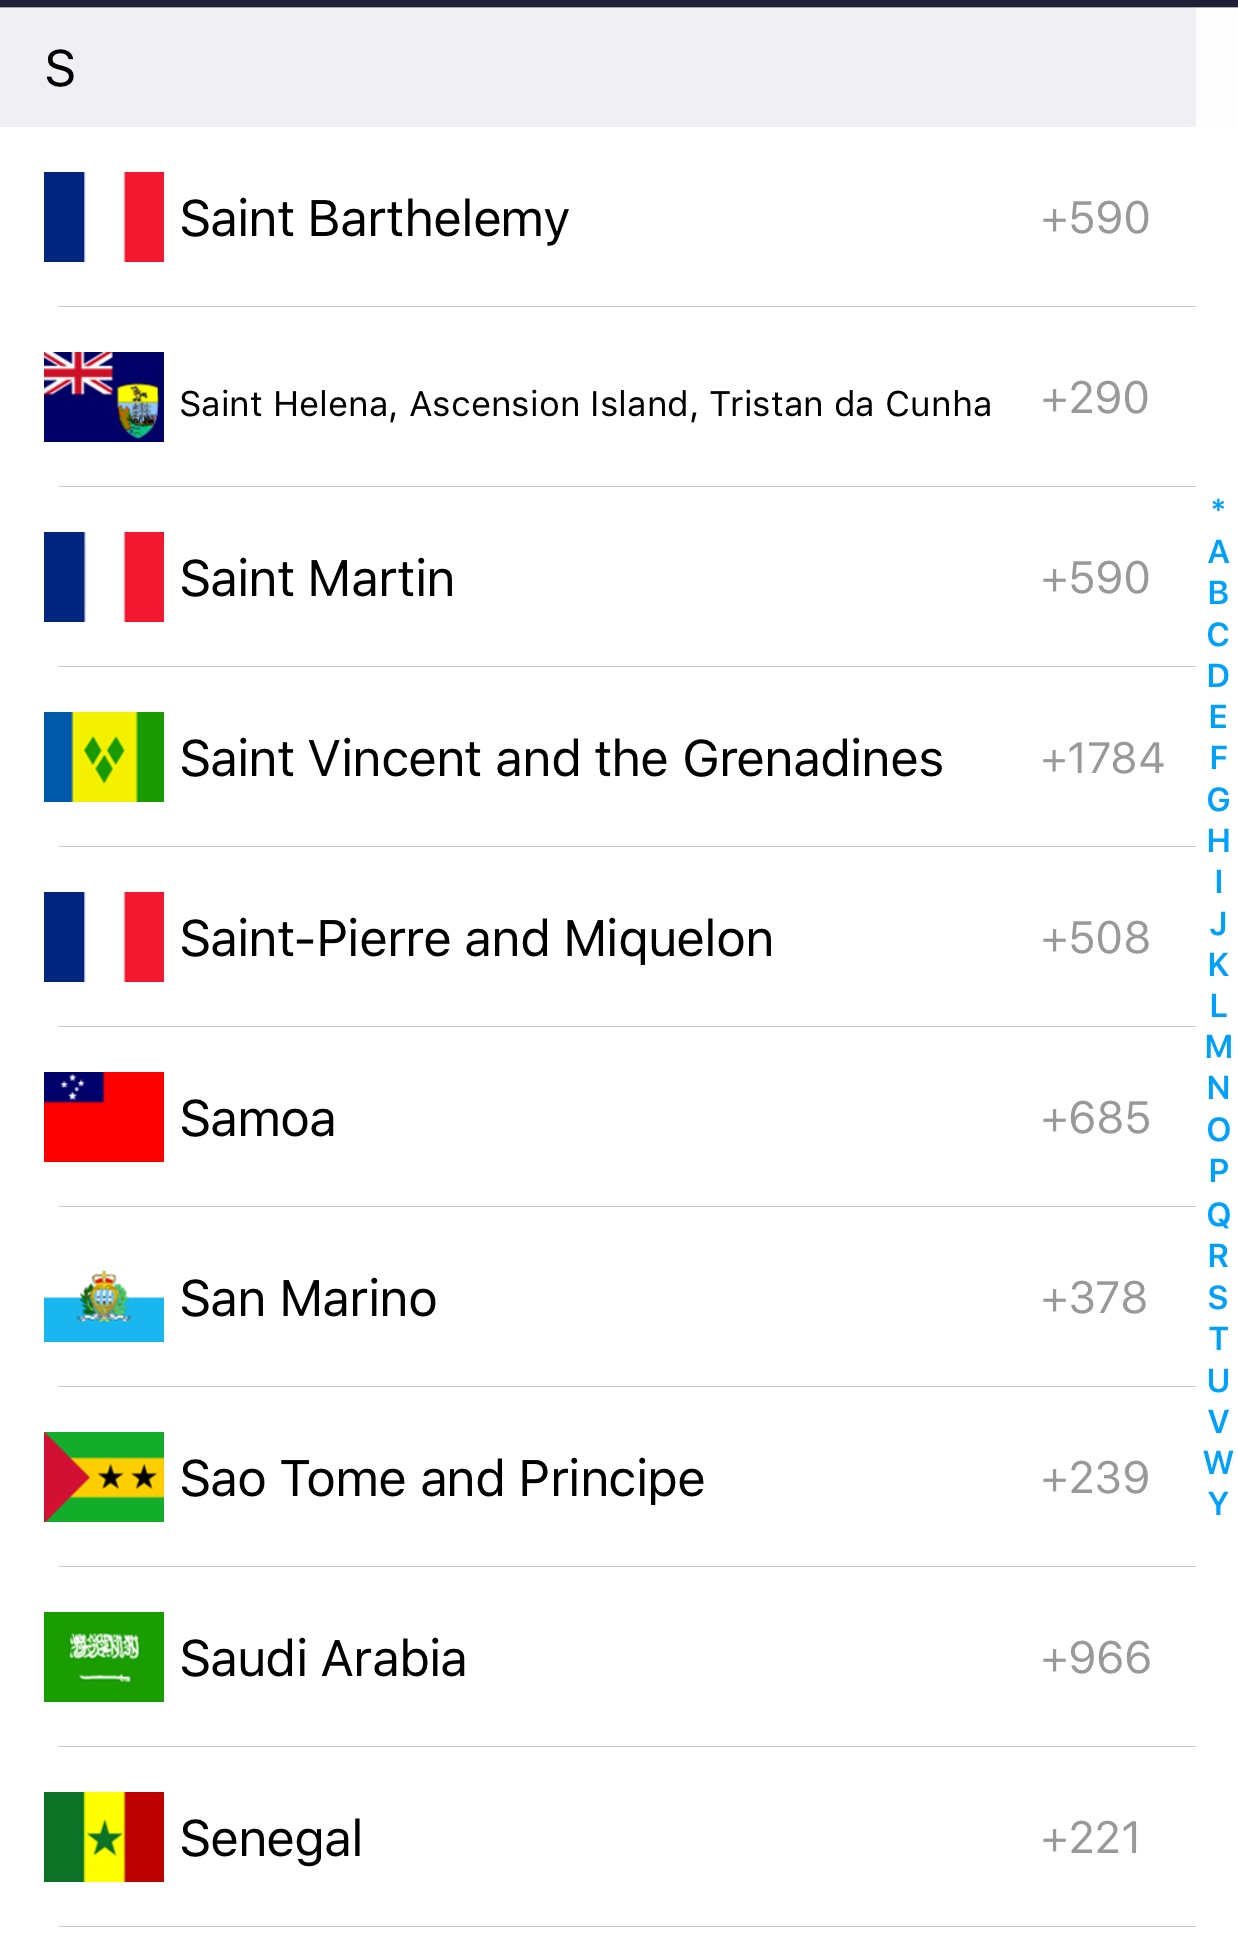 S
Saint Barthelemy +590
Saint Helena, Ascension Island, Tristan da Cunha +290
Saint Martin +590
Saint Vincent and the Grenadines +1784
Saint-Pierre and Miquelon +508
Samoa +685
San Marino +378
Sao Tome and Principe +239
Saudi Arabia +966
Senegal +221
*
A
B
C
D
E
F
G
H
I
J
K
L
M
N
O
P
Q
R
S
T
U
V
W
Y